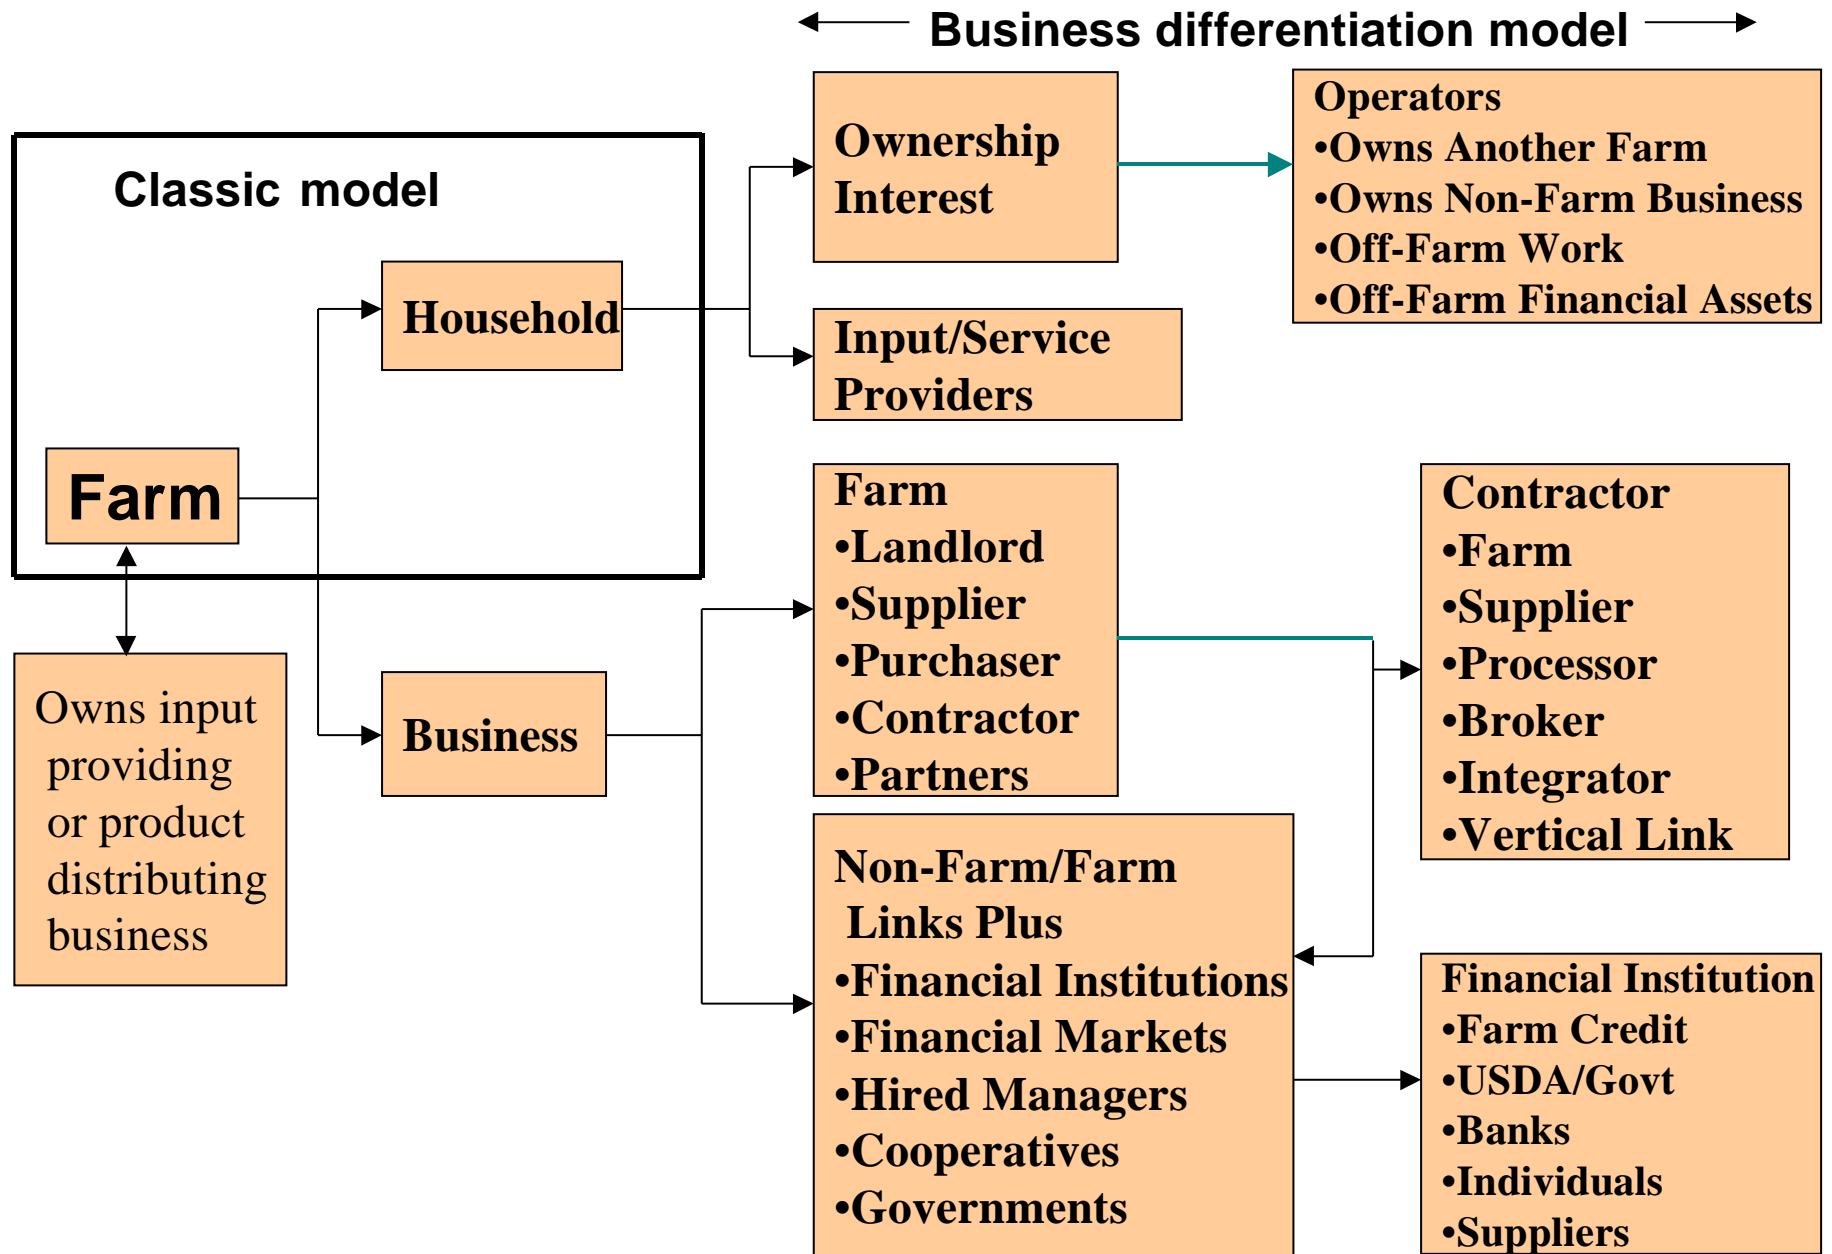 Business differentiation model
Classic model
Farm
Household
Business
Owns input
providing
or product
distributing
business
Ownership
Interest
Input/Service
Providers
Operators
•Owns Another Farm
•Owns Non-Farm Business
•Off-Farm Work
•Off-Farm Financial Assets
Farm
•Landlord
•Supplier
•Purchaser
•Contractor
•Partners
Non-Farm/Farm
Links Plus
•Financial Institutions
•Financial Markets
•Hired Managers
•Cooperatives
•Governments
Contractor
•Farm
•Supplier
•Processor
•Broker
•Integrator
•Vertical Link
Financial Institution
•Farm Credit
•USDA/Govt
•Banks
•Individuals
•Suppliers